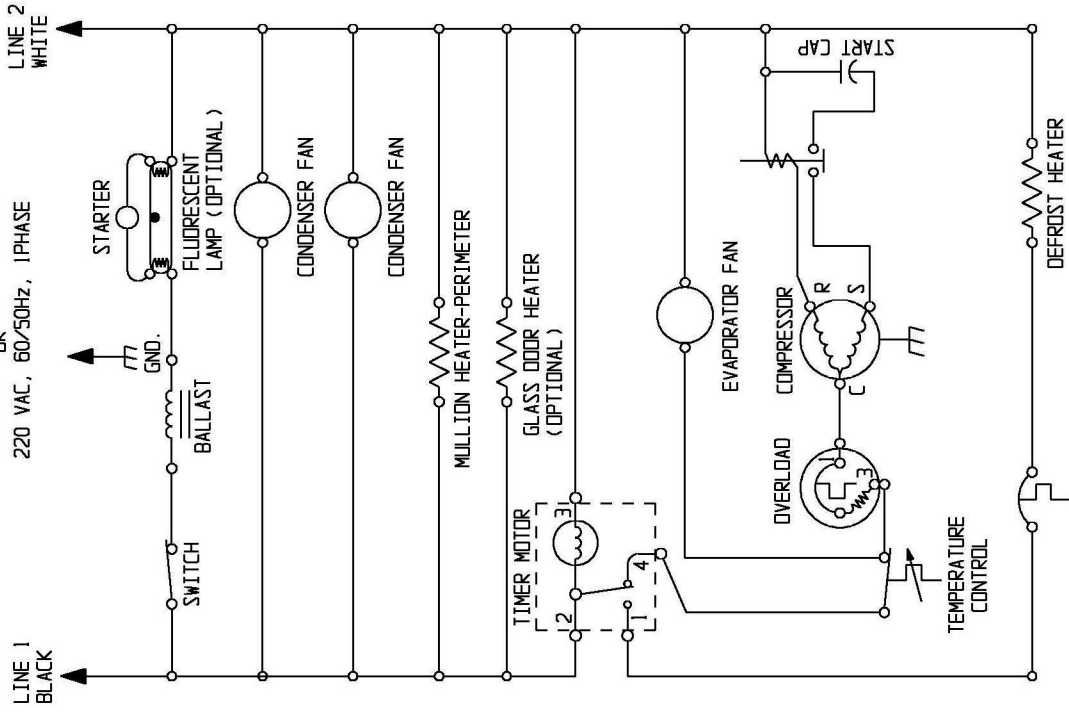 LINE 1
BLACK
OR
220 VAC, 60/50Hz, 1PHASE
LINE 2
WHITE
SWITCH
BALLAST
GND.
STARTER
FLUORESCENT
LAMP (OPTIONAL)
CONDENSER FAN
CONDENSER FAN
MULLION HEATER-PERIMETER
GLASS DOOR HEATER
(OPTIONAL)
TIMER MOTOR
2
3
1
4
EVAPORATOR FAN
START CAP
COMPRESSOR
R
S
C
OVERLOAD
1
3
TEMPERATURE
CONTROL
DEFROST HEATER